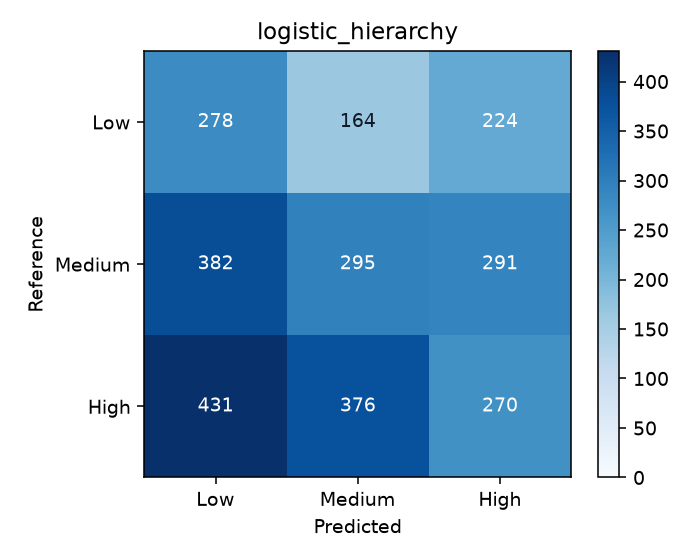 logistic_hierarchy
Low 278 164 224
Medium 382 295 291
High 431 376 270
Low Medium High
Predicted
Reference
400
350
300
250
200
150
100
50
0